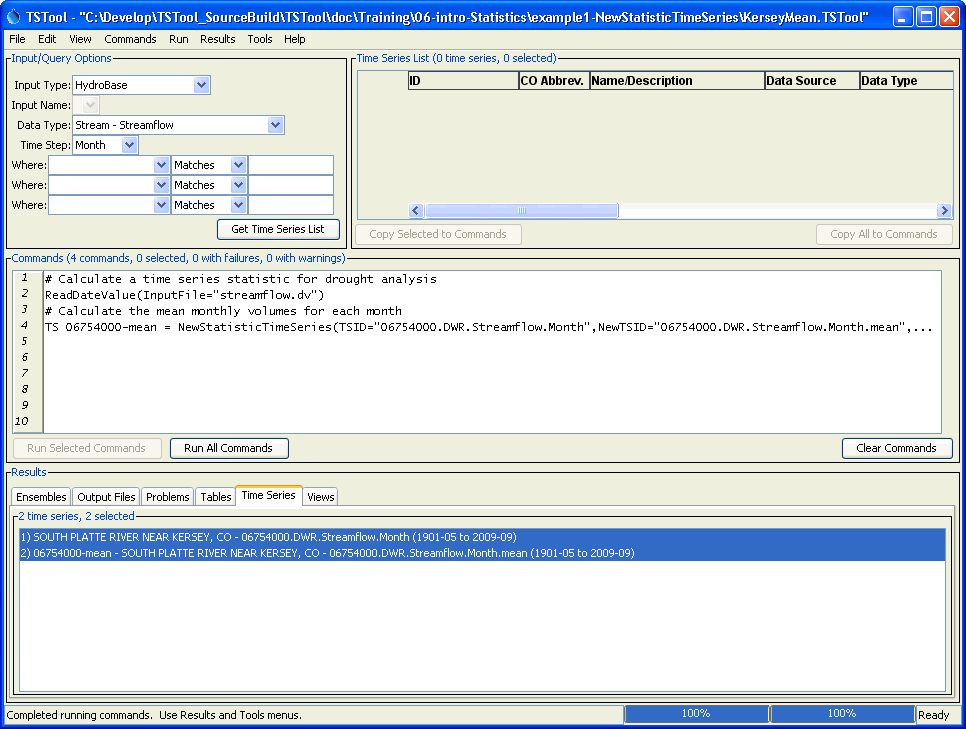 TSTool - "C:\Develop\TSTool_SourceBuild\TSTool\doc\Training\06-intro-Statistics\example1-NewStatisticTimeSeries\KerseyMean.TSTool"
File Edit View Commands Run Results Tools Help
Input/Query Options
Input Type: HydroBase
Input Name:
Data Type: Stream - Streamflow
Time Step: Month
Where: Matches
Where: Matches
Where: Matches
Get Time Series List
Time Series List (0 time series, 0 selected)
ID CO Abbrev. Name/Description Data Source Data Type
Copy Selected to Commands Copy All to Commands
Commands (4 commands, 0 selected, 0 with failures, 0 with warnings)
1 # Calculate a time series statistic for drought analysis
2 ReadDateValue(InputFile="streamflow.dv")
3 # Calculate the mean monthly volumes for each month
4 TS 06754000-mean = NewStatisticTimeSeries(TSID="06754000.DWR.Streamflow.Month",NewTSID="06754000.DWR.Streamflow.Month.mean",...
5
6
7
8
9
10
Run Selected Commands Run All Commands Clear Commands
Results
Ensembles Output Files Problems Tables Time Series Views
2 time series, 2 selected
1) SOUTH PLATTE RIVER NEAR KERSEY, CO - 06754000.DWR.Streamflow.Month (1901-05 to 2009-09)
2) 06754000-mean - SOUTH PLATTE RIVER NEAR KERSEY, CO - 06754000.DWR.Streamflow.Month.mean (1901-05 to 2009-09)
Completed running commands. Use Results and Tools menus. 100% 100% Ready